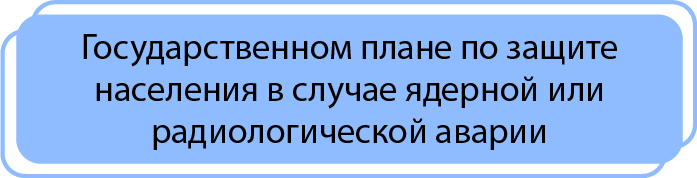 Государственном плане по защите
населения в случае ядерной или
радиологической аварии